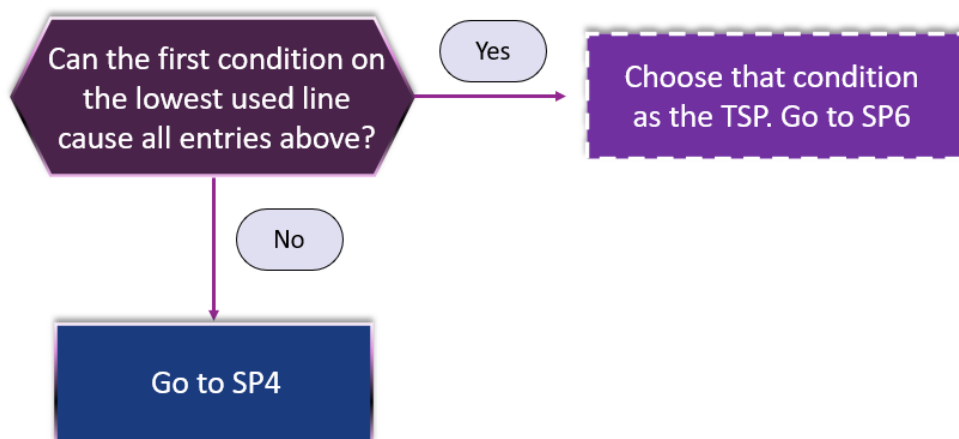 Can the first condition on
the lowest used line
cause all entries above?
Yes
Choose that condition
as the TSP. Go to SP6
No
Go to SP4